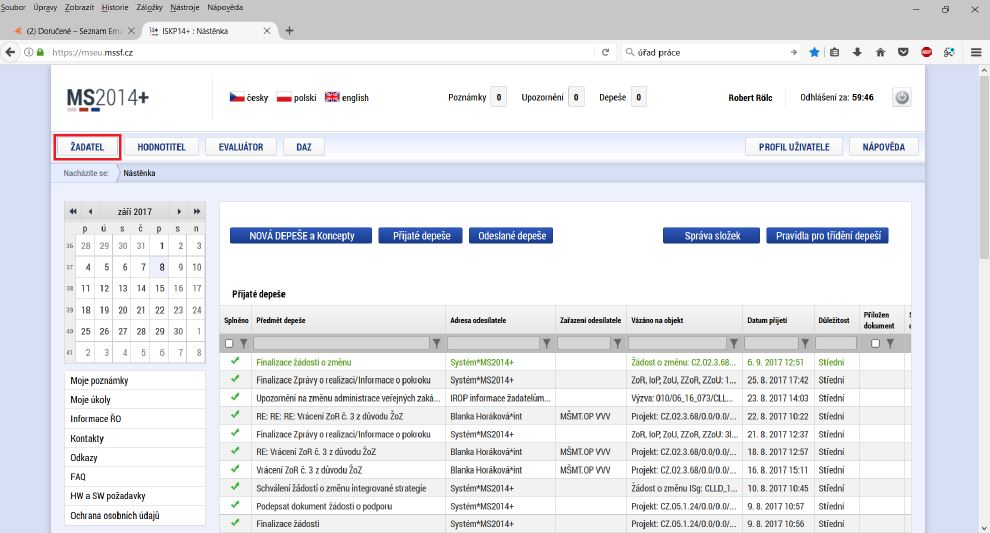 Soubor Úpravy Zobrazit Historie Záložky Nástroje Nápověda
(2) Doručené – Seznam Ema
ISKP14+ : Nástěnka
https://mseu.mssf.cz
úřad práce
ABP
MS2014+
česky polski english
Poznámky 0 Upozornění 0 Depeše 0
Robert Rölc
Odhlášení za: 59:46
ŽADATEL HODNOTITEL EVALUÁTOR DAZ PROFIL UŽIVATELE NÁPOVĚDA
Nacházíte se: Nástěnka
září 2017
p ú s č p s n
36 28 29 30 31 1 2 3
37 4 5 6 7 8 9 10
38 11 12 13 14 15 16 17
39 18 19 20 21 22 23 24
40 25 26 27 28 29 30 1
41 2 3 4 5 6 7 8
Moje poznámky
Moje úkoly
Informace ŘO
Kontakty
Odkazy
FAQ
HW a SW požadavky
Ochrana osobních údajů
NOVÁ DEPEŠE a Koncepty Přijaté depeše Odeslané depeše Správa složek Pravidla pro třídění depeší
Přijaté depeše
Splněno Předmět depeše Adresa odesílatele Zařazení odesílatele Vázáno na objekt Datum přijetí Důležitost Přiložen dokument
Finalizace žádosti o změnu Systém*MS2014+ Žádost o změnu: CZ.02.3.68... 6. 9. 2017 12:51 Střední
Finalizace Zprávy o realizaci/Informace o pokroku Systém*MS2014+ ZoR, IoP, ZoU, ZZoR, ZZoU: 1... 25. 8. 2017 17:42 Střední
Upozornění na změnu administrace veřejných zaká... IROP informace žadatelům... Výzva: 010/06_16_073/CLL... 23. 8. 2017 14:03 Střední
RE: RE: RE: Vrácení ZoR č. 3 z důvodu ŽoZ Blanka Horáková*int MŠMT.OP VVV Projekt: CZ.02.3.68/0.0/0.0/... 22. 8. 2017 10:22 Střední
Finalizace Zprávy o realizaci/Informace o pokroku Systém*MS2014+ ZoR, IoP, ZoU, ZZoR, ZZoU: 3l... 21. 8. 2017 12:37 Střední
RE: Vrácení ZoR č. 3 z důvodu ŽoZ Blanka Horáková*int MŠMT.OP VVV Projekt: CZ.02.3.68/0.0/0.0/... 18. 8. 2017 12:57 Střední
Vrácení ZoR č. 3 z důvodu ŽoZ Blanka Horáková*int MŠMT.OP VVV Projekt: CZ.02.3.68/0.0/0.0/... 16. 8. 2017 15:11 Střední
Schválení žádosti o změnu integrované strategie Systém*MS2014+ Žádost o změnu ISg: CLLD_1... 10. 8. 2017 10:45 Střední
Podepsat dokument žádosti o podporu Systém*MS2014+ Projekt: CZ.05.1.24/0.0/0.0/... 9. 8. 2017 10:57 Střední
Finalizace žádosti Systém*MS2014+ Projekt: CZ.05.1.24/0.0/0.0/... 9. 8. 2017 10:56 Střední